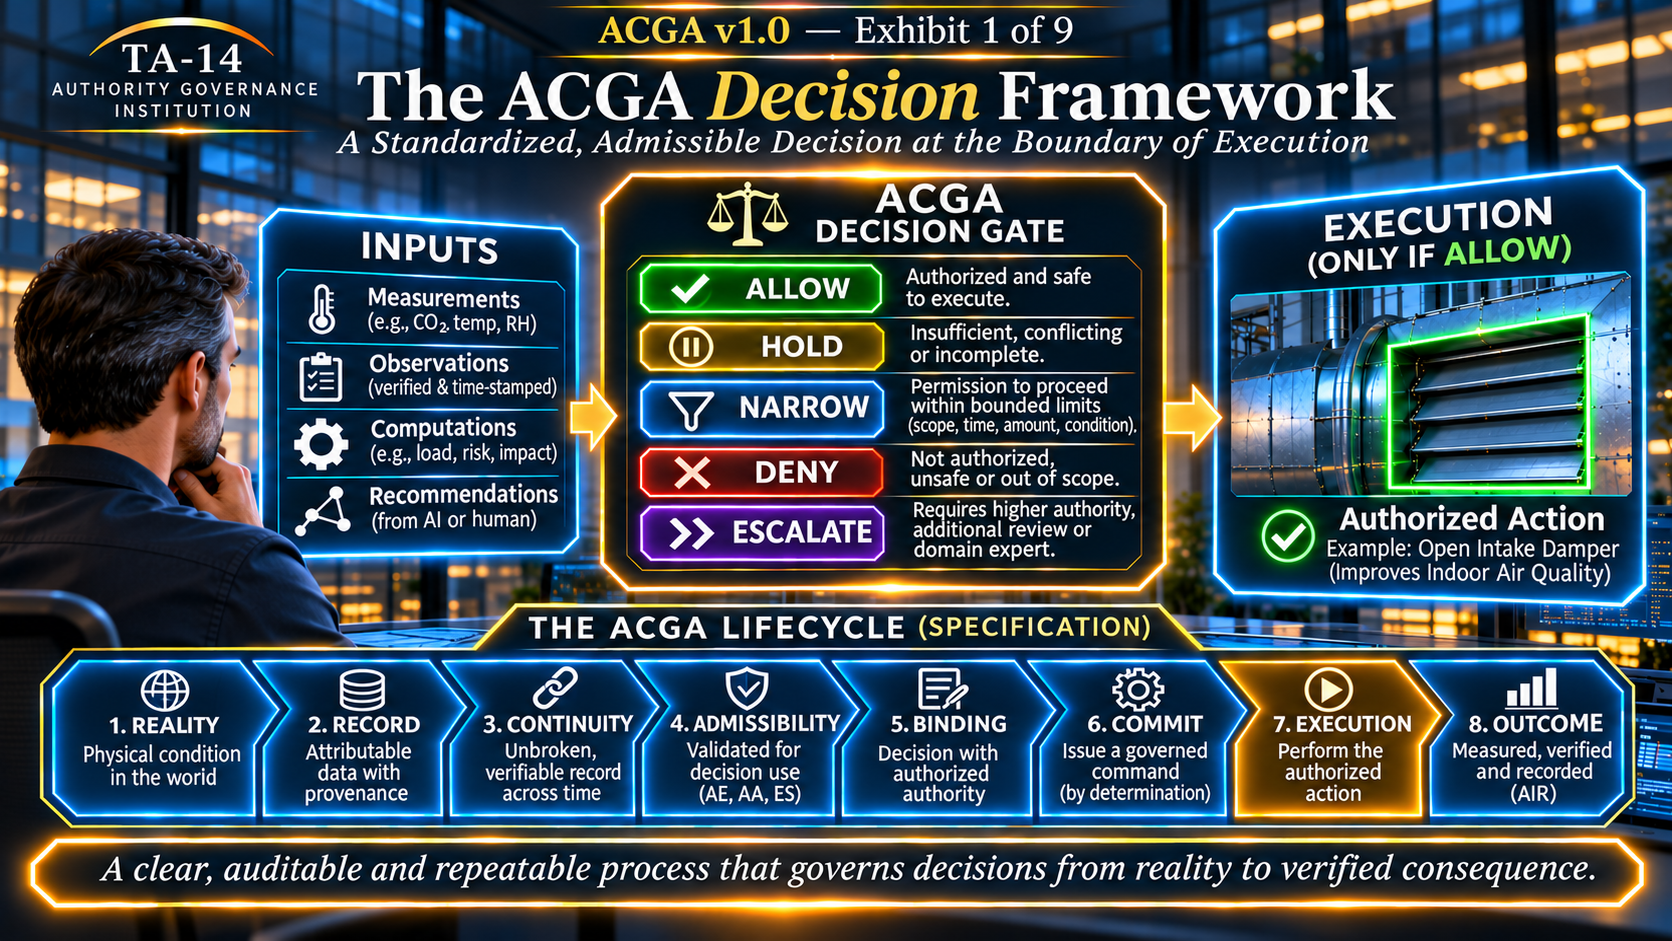 TA-14
AUTHORITY GOVERNANCE
INSTITUTION
ACGA v1.0 — Exhibit 1 of 9
The ACGA Decision Framework
A Standardized, Admissible Decision at the Boundary of Execution
INPUTS
Measurements
(e.g., CO₂, temp, RH)
Observations
(verified & time-stamped)
Computations
(e.g., load, risk, impact)
Recommendations
(from AI or human)
ACGA
DECISION GATE
ALLOW
Authorized and safe
to execute.
HOLD
Insufficient, conflicting
or incomplete.
NARROW
Permission to proceed
within bounded limits
(scope, time, amount, condition).
DENY
Not authorized,
unsafe or out of scope.
ESCALATE
Requires higher authority,
additional review or
domain expert.
EXECUTION
(ONLY IF ALLOW)
Authorized Action
Example: Open Intake Damper
(Improves Indoor Air Quality)
THE ACGA LIFECYCLE (SPECIFICATION)
1. REALITY
Physical condition
in the world
2. RECORD
Attributable
data with
provenance
3. CONTINUITY
Unbroken,
verifiable record
across time
4. ADMISSIBILITY
Validated for
decision use
(AE, AA, ES)
5. BINDING
Decision with
authorized
authority
6. COMMIT
Issue a governed
command
(by determination)
7. EXECUTION
Perform the
authorized
action
8. OUTCOME
Measured, verified
and recorded
(AIR)
A clear, auditable and repeatable process that governs decisions from reality to verified consequence.